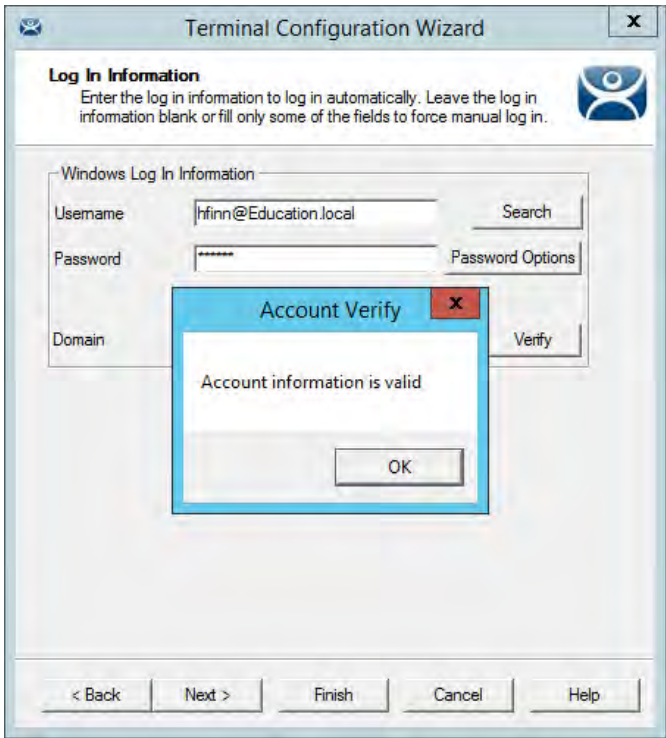 Terminal Configuration Wizard
x
Log In Information
Enter the log in information to log in automatically. Leave the log in
information blank or fill only some of the fields to force manual log in.
Windows Log In Information
Username hfinn@Education.local Search
Password ****** Password Options
Account Verify x
Domain Verify
Account information is valid
OK
< Back Next > Finish Cancel Help